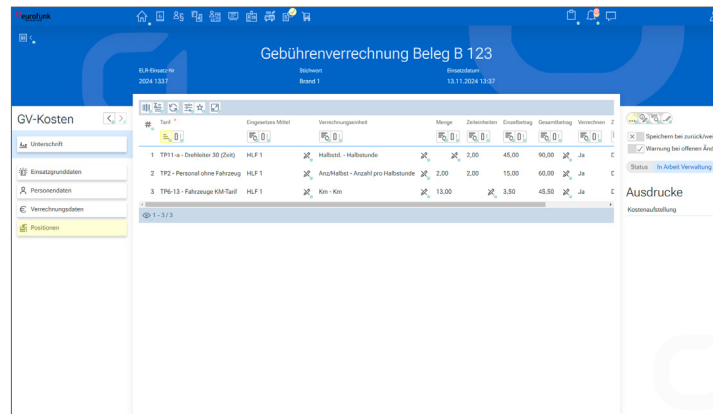 eurofunk
Gebührenverrechnung Beleg B 123
ELR-Einsatz-Nr Stichwort Einsatzdatum
2024 1337 Brand 1 13.11.2024 13:37
GV-Kosten
Unterschrift
Einsatzgrunddaten
Personendaten
Verrechnungsdaten
Positionen
# Tarif * Eingesetztes Mittel Verrechnungseinheit Menge Zeiteinheiten Einzelbetrag Gesamtbetrag Verrechnen Z
1 TP11-a - Drehleiter 30 (Zeit) HLF 1 Halbstd. - Halbstunde 2,00 45,00 90,00 Ja D
2 TP2 - Personal ohne Fahrzeug HLF 1 Anz/Halbst - Anzahl pro Halbstunde 2,00 2,00 15,00 60,00 Ja D
3 TP6-13 - Fahrzeuge KM-Tarif HLF 1 Km - Km 13,00 3,50 45,50 Ja D
1 - 3 / 3
Speichern bei zurück/wei
Warnung bei offenen Änd
Status In Arbeit Verwaltung
Ausdrucke
Kostenaufstellung